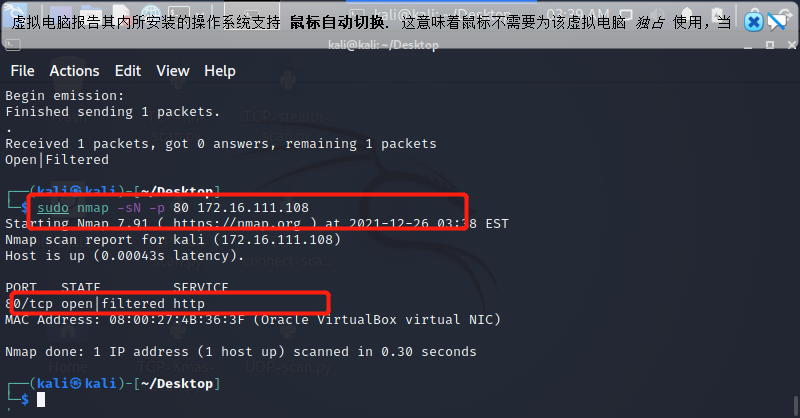 虚拟电脑报告其内所安装的操作系统支持 鼠标自动切换. 这意味着鼠标不需要为该虚拟电脑 独占 使用，当
kali@kali: ~/Desktop
File Actions Edit View Help
Begin emission:
Finished sending 1 packets.
.
Received 1 packets, got 0 answers, remaining 1 packets
Open|Filtered
┌──(kali㉿kali)-[~/Desktop]
└─$ sudo nmap -sN -p 80 172.16.111.108
Starting Nmap 7.91 ( https://nmap.org ) at 2021-12-26 03:38 EST
Nmap scan report for kali (172.16.111.108)
Host is up (0.00043s latency).
PORT STATE SERVICE
80/tcp open|filtered http
MAC Address: 08:00:27:4B:36:3F (Oracle VirtualBox virtual NIC)
Nmap done: 1 IP address (1 host up) scanned in 0.30 seconds
┌──(kali㉿kali)-[~/Desktop]
└─$